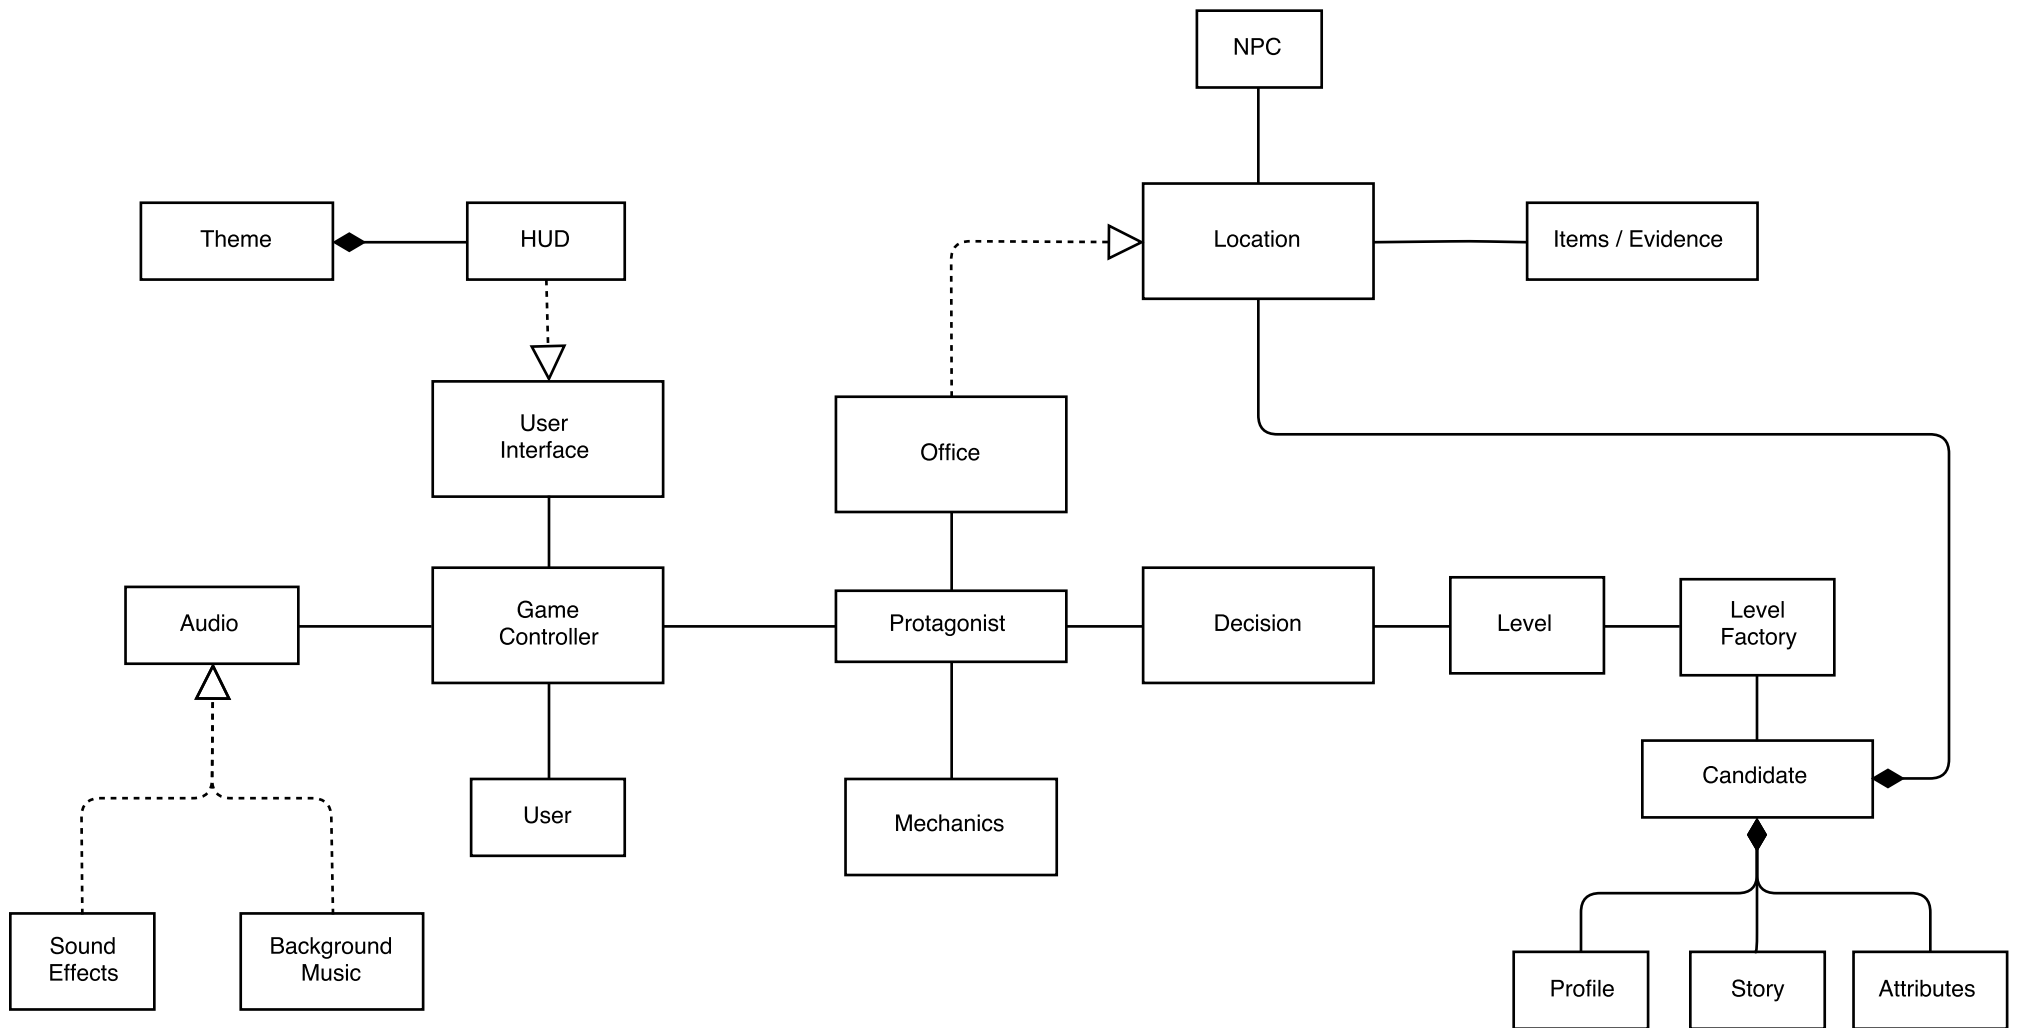 NPC
Theme
HUD
Location
Items / Evidence
User
Interface
Office
Audio
Game
Controller
Protagonist
Decision
Level
Level
Factory
Candidate
User
Mechanics
Sound
Effects
Background
Music
Profile
Story
Attributes